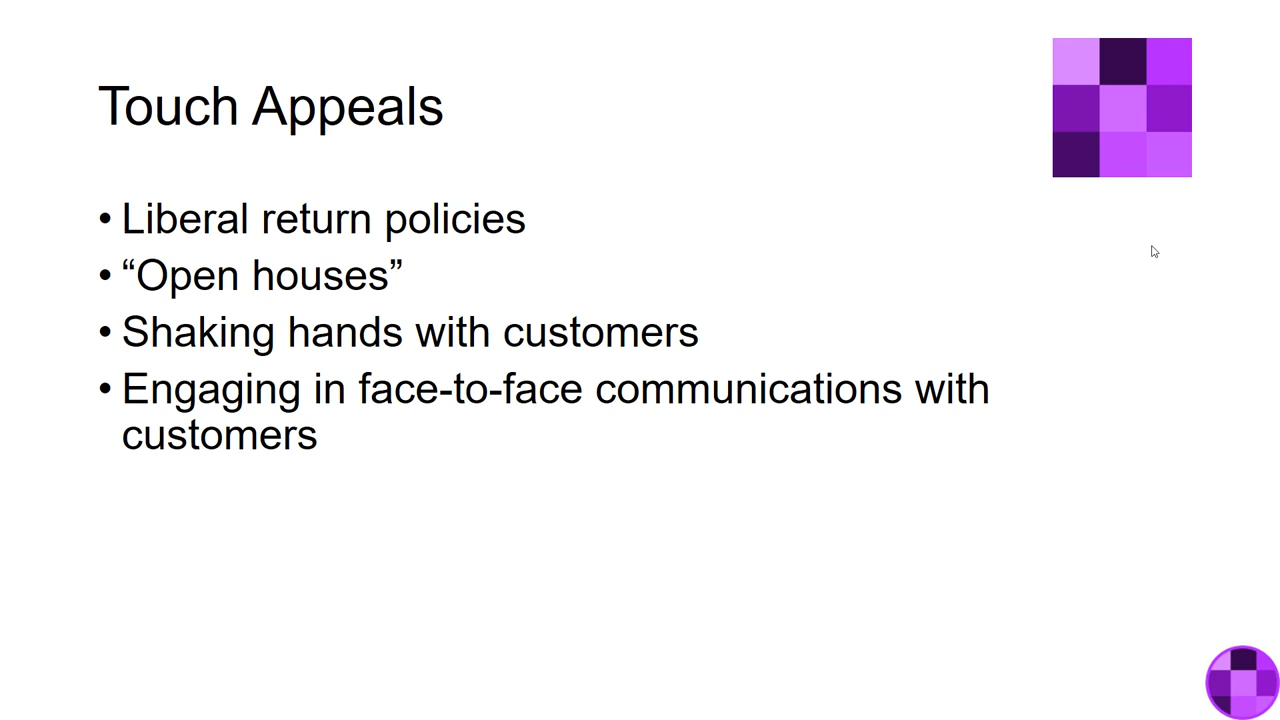 Touch Appeals
• Liberal return policies
• “Open houses”
• Shaking hands with customers
• Engaging in face-to-face communications with
customers